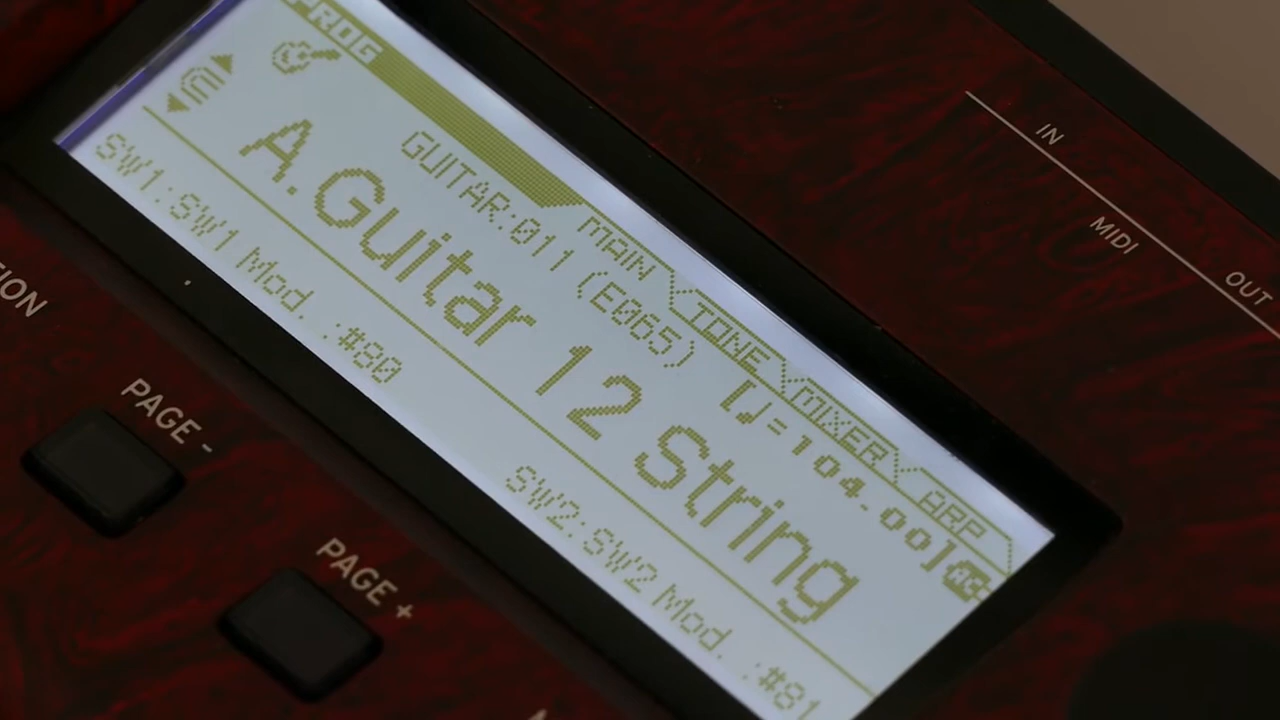 PROG MAIN TONE MIXER ARP
GUITAR:011 (E065) [♩=104.00]
A.Guitar 12 String
SW1:SW1 Mod. :#80
SW2:SW2 Mod. :#81
PAGE -
PAGE +
IN
MIDI
OUT